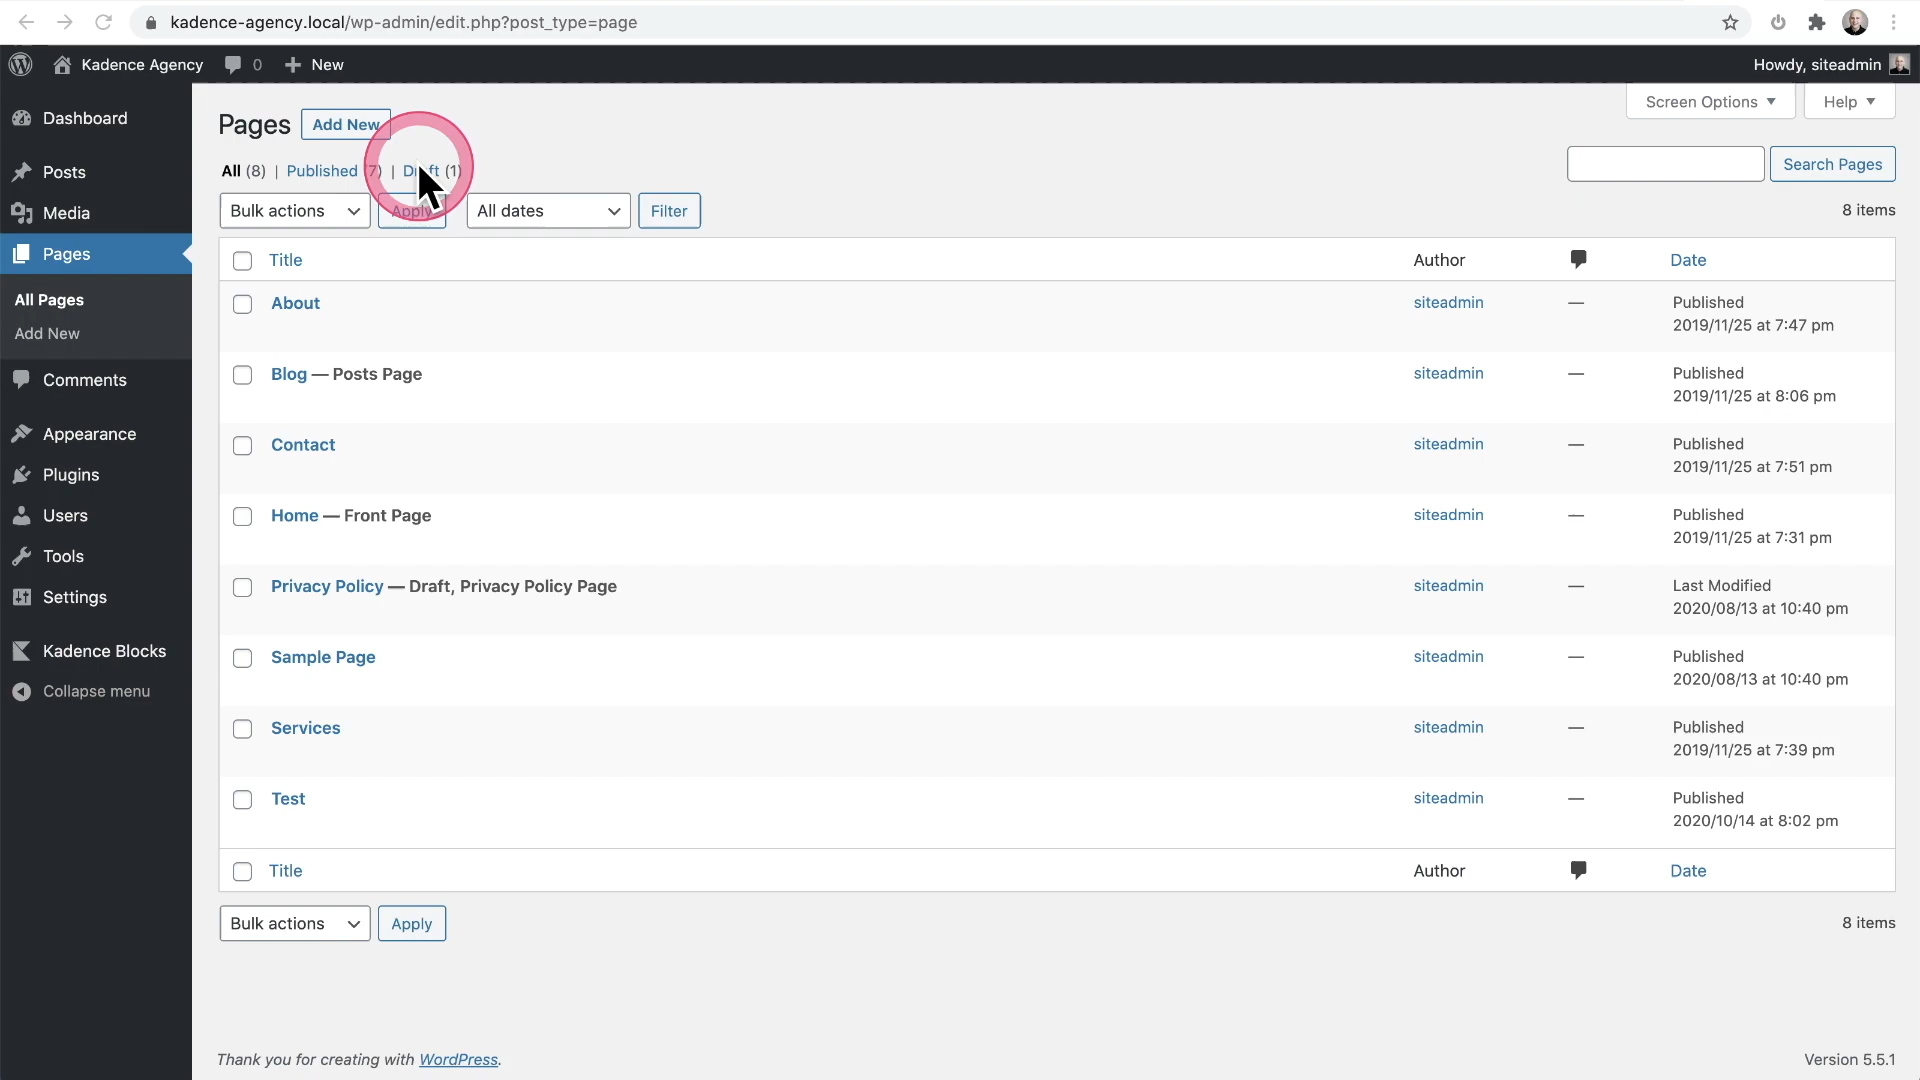 kadence-agency.local/wp-admin/edit.php?post_type=page
Kadence Agency 0 New Howdy, siteadmin
Dashboard
Posts
Media
Pages
All Pages
Add New
Comments
Appearance
Plugins
Users
Tools
Settings
Kadence Blocks
Collapse menu
Screen Options Help
Pages Add New
All (8) | Published (7) | Draft (1)
Search Pages
Bulk actions Apply All dates Filter 8 items
Title Author Date
About siteadmin — Published
2019/11/25 at 7:47 pm
Blog — Posts Page siteadmin — Published
2019/11/25 at 8:06 pm
Contact siteadmin — Published
2019/11/25 at 7:51 pm
Home — Front Page siteadmin — Published
2019/11/25 at 7:31 pm
Privacy Policy — Draft, Privacy Policy Page siteadmin — Last Modified
2020/08/13 at 10:40 pm
Sample Page siteadmin — Published
2020/08/13 at 10:40 pm
Services siteadmin — Published
2019/11/25 at 7:39 pm
Test siteadmin — Published
2020/10/14 at 8:02 pm
Title Author Date
Bulk actions Apply 8 items
Thank you for creating with WordPress. Version 5.5.1